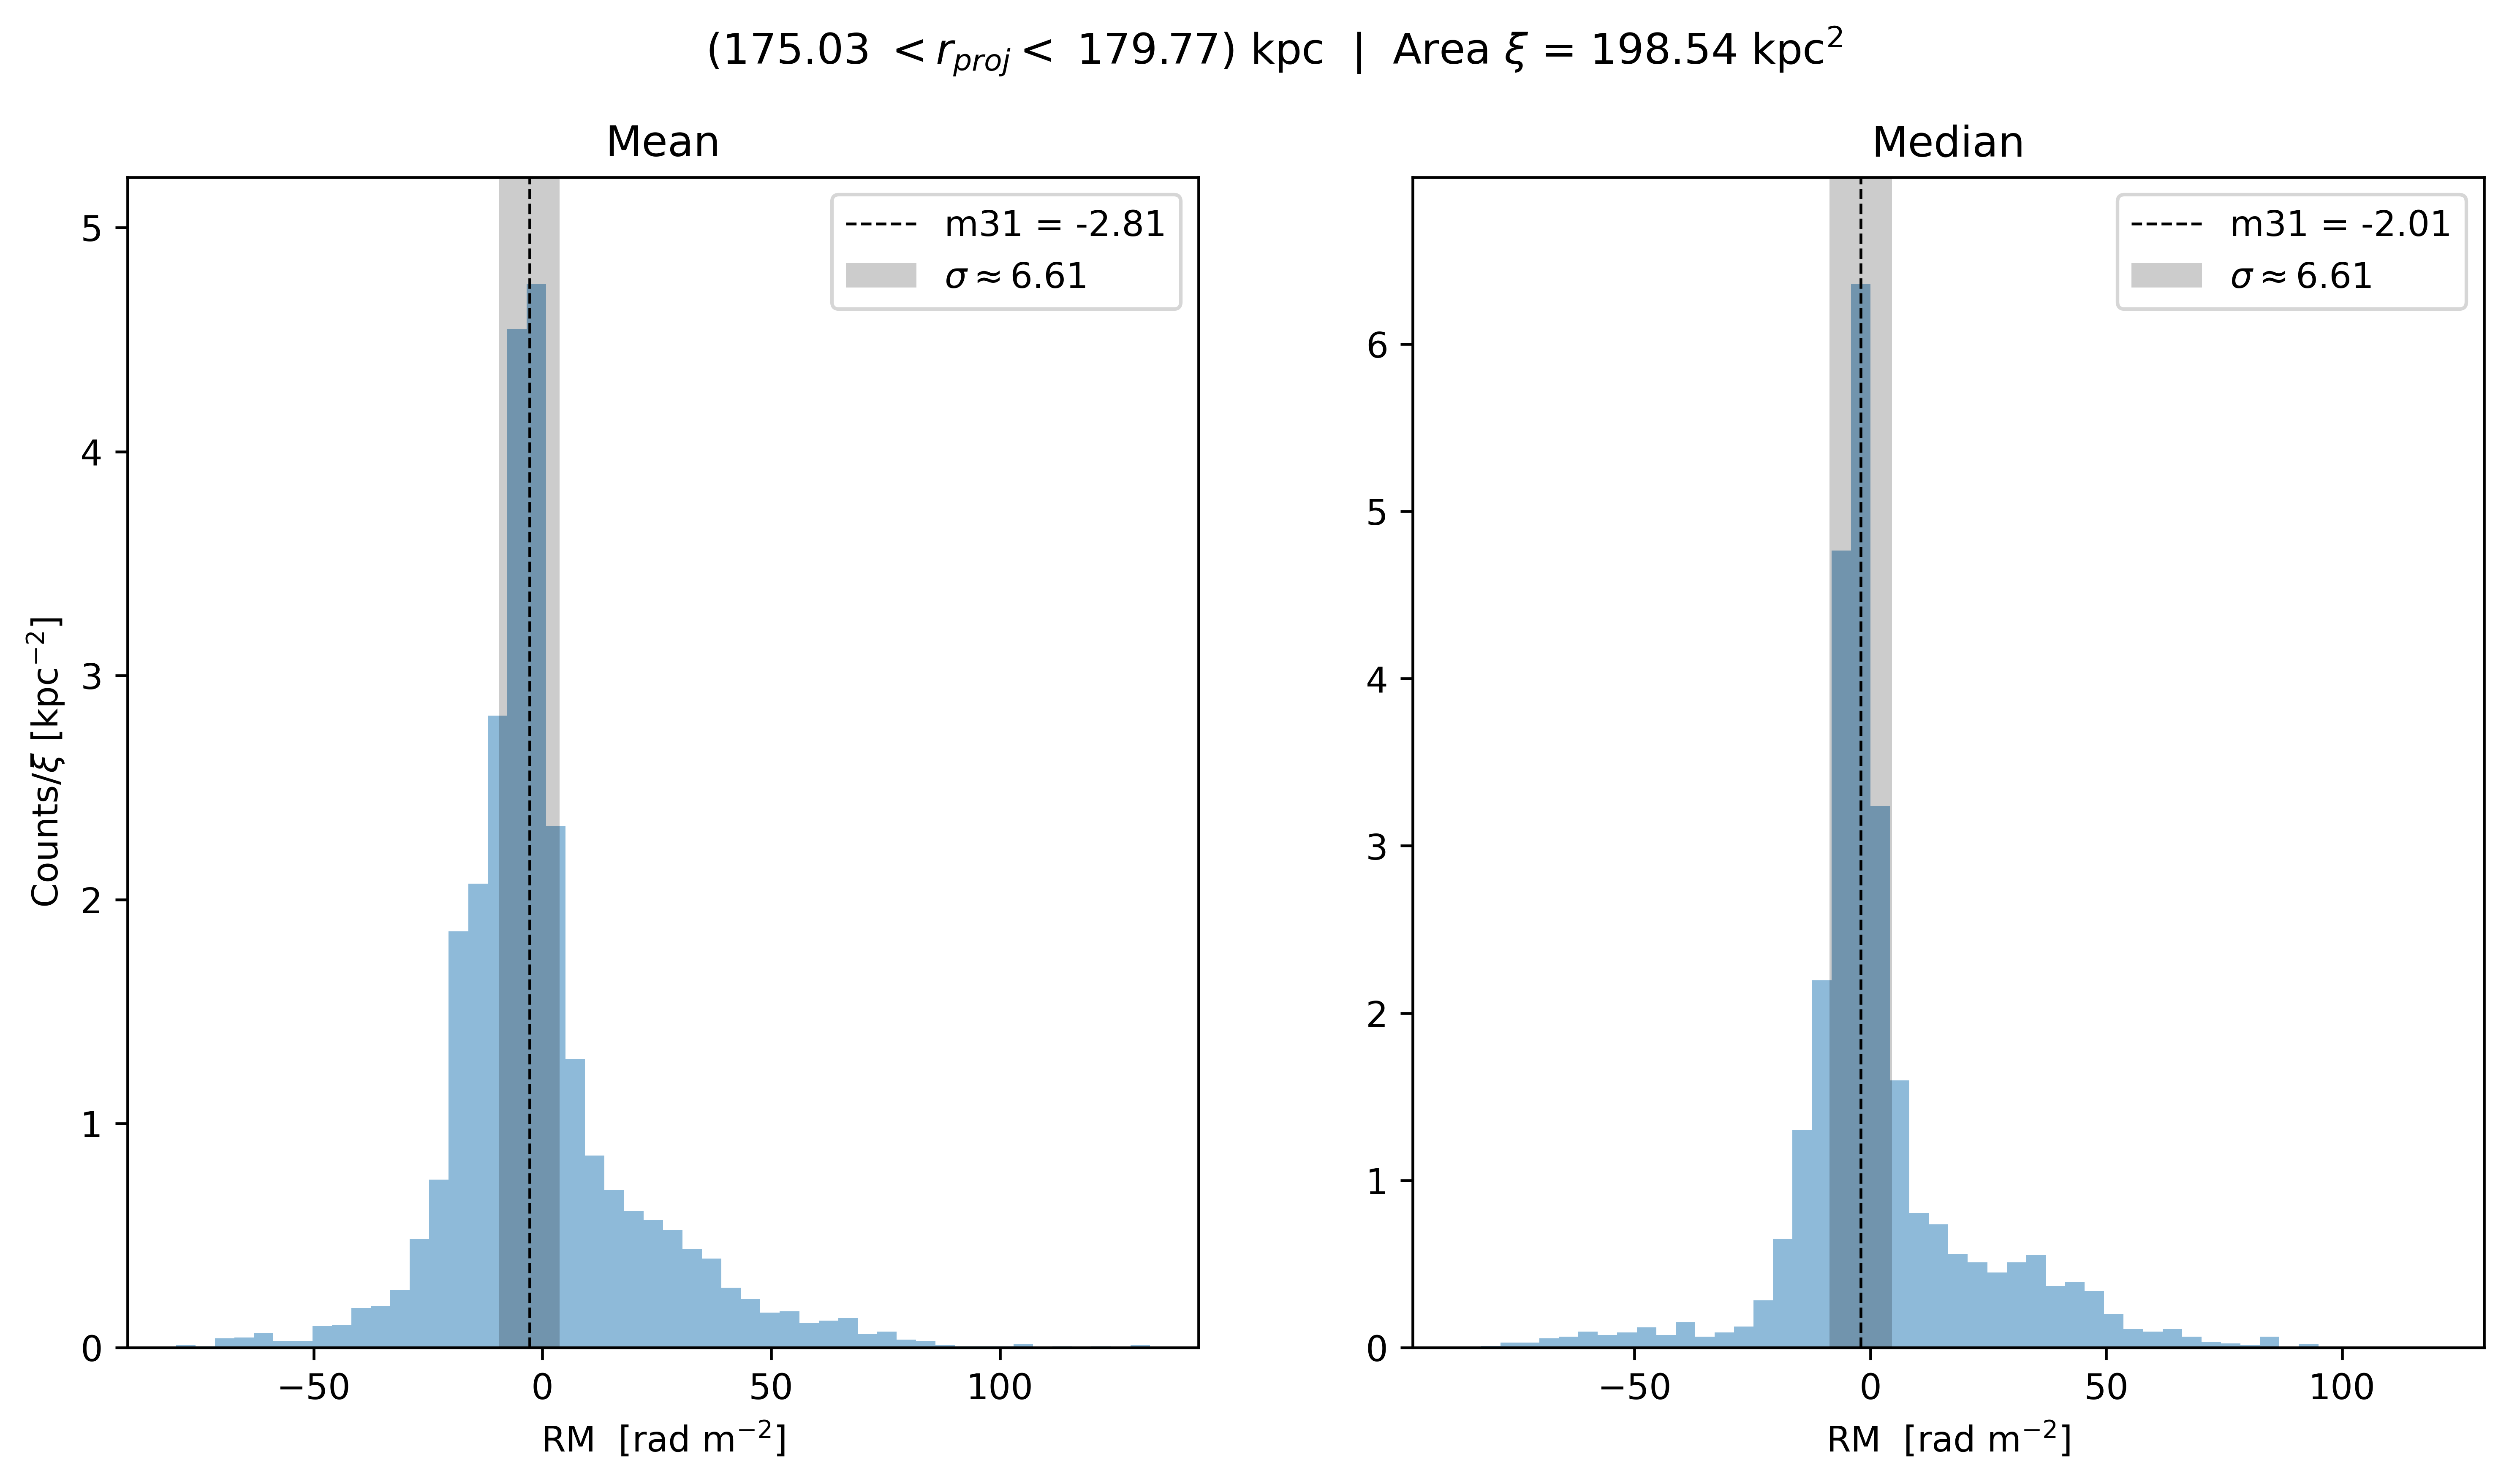 (175.03 < r_proj < 179.77) kpc | Area ξ = 198.54 kpc²
Mean
m31 = -2.81
σ ≈ 6.61
5
4
3
2
1
0
Counts/ξ [kpc⁻²]
−50 0 50 100
RM [rad m⁻²]
Median
m31 = -2.01
σ ≈ 6.61
6
5
4
3
2
1
0
−50 0 50 100
RM [rad m⁻²]